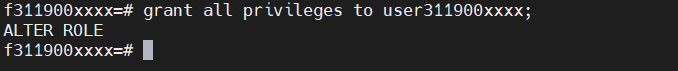 f311900xxxx=# grant all privileges to user311900xxxx;
ALTER ROLE
f311900xxxx=#